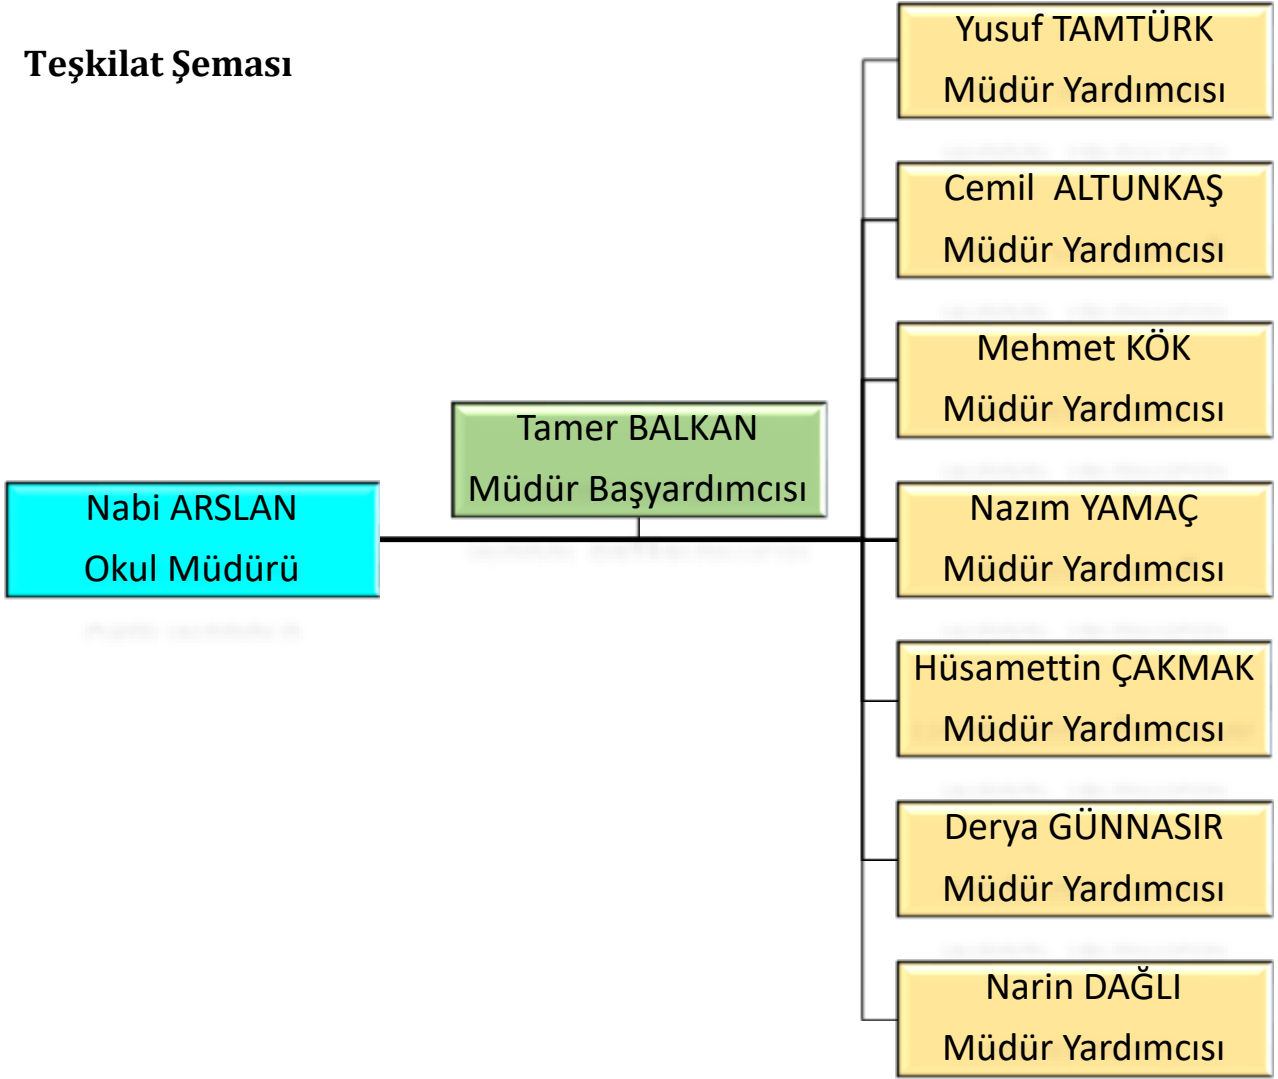 Teşkilat Şeması
Nabi ARSLAN
Okul Müdürü
Tamer BALKAN
Müdür Başyardımcısı
Yusuf TAMTÜRK
Müdür Yardımcısı
Cemil ALTUNKAŞ
Müdür Yardımcısı
Mehmet KÖK
Müdür Yardımcısı
Nazım YAMAÇ
Müdür Yardımcısı
Hüsamettin ÇAKMAK
Müdür Yardımcısı
Derya GÜNNASIR
Müdür Yardımcısı
Narin DAĞLI
Müdür Yardımcısı